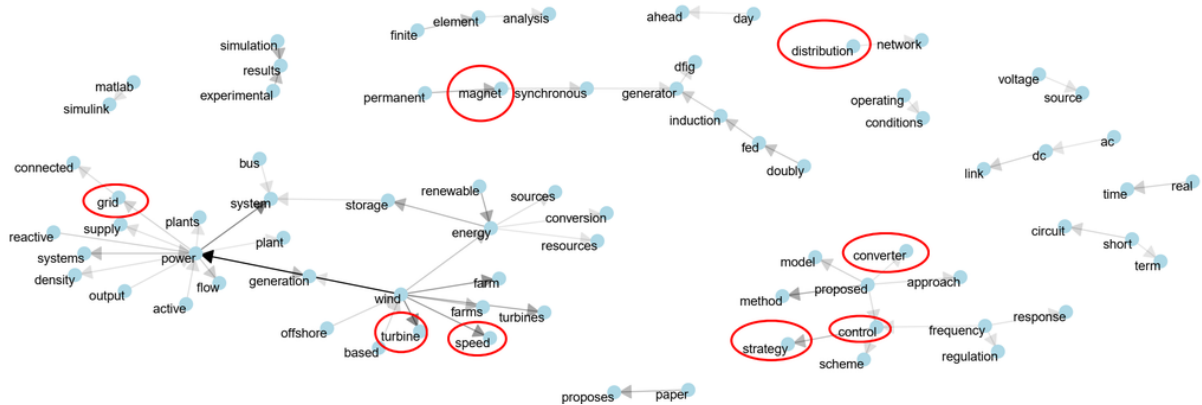 finite
element
analysis
ahead
day
simulation
results
experimental
distribution
network
matlab
simulink
permanent
magnet
synchronous
generator
dfig
induction
fed
doubly
operating
conditions
voltage
source
link
dc
ac
time
real
connected
grid
bus
system
storage
renewable
energy
sources
conversion
resources
reactive
supply
plants
plant
systems
power
density
output
active
flow
generation
wind
farm
farms
turbines
offshore
based
turbine
speed
circuit
short
term
model
converter
proposed
approach
method
control
strategy
scheme
frequency
response
regulation
proposes
paper